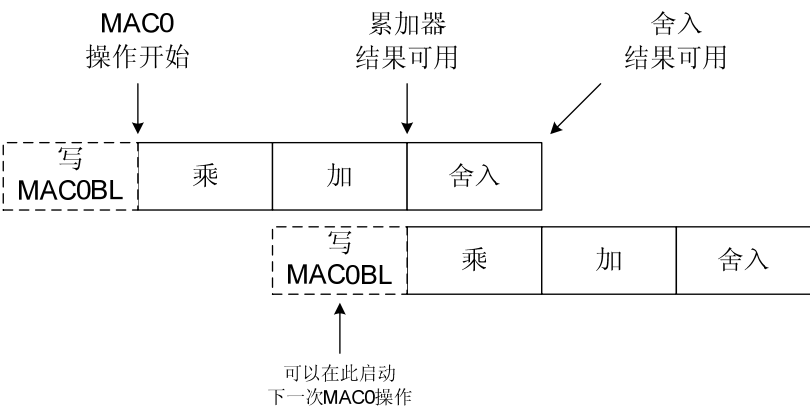 MAC0
操作开始
累加器
结果可用
舍入
结果可用
写
MAC0BL
乘
加
舍入
写
MAC0BL
乘
加
舍入
可以在此启动
下一次MAC0操作